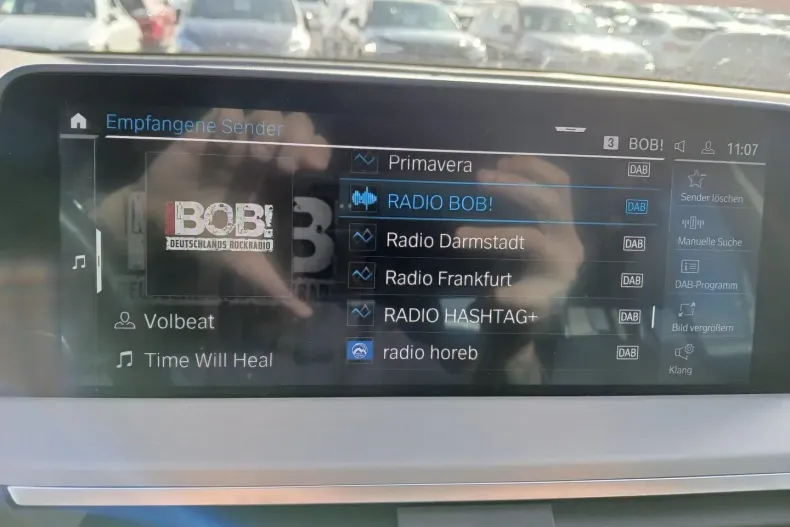 Empfangene Sender
3 BOB! 11:07
BOB!
DEUTSCHLANDS ROCKRADIO
Volbeat
Time Will Heal
Primavera DAB
RADIO BOB! DAB
Radio Darmstadt DAB
Radio Frankfurt DAB
RADIO HASHTAG+ DAB
radio horeb DAB
Sender löschen
Manuelle Suche
DAB-Programm
Bild vergrößern
Klang